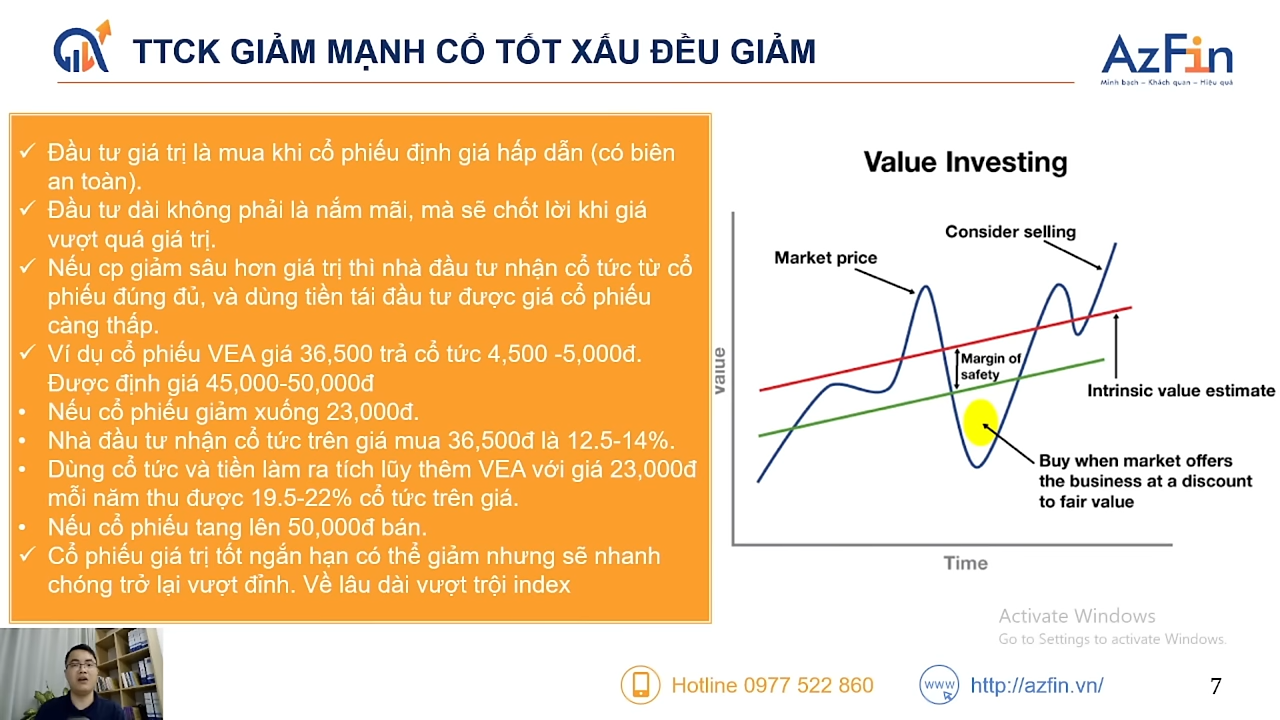 TTCK GIẢM MẠNH CỔ TỐT XẤU ĐỀU GIẢM
AzFin
Minh bạch – Khách quan – Hiệu quả
✓ Đầu tư giá trị là mua khi cổ phiếu định giá hấp dẫn (có biên
an toàn).
✓ Đầu tư dài không phải là nắm mãi, mà sẽ chốt lời khi giá
vượt quá giá trị.
✓ Nếu cp giảm sâu hơn giá trị thì nhà đầu tư nhận cổ tức từ cổ
phiếu đúng đủ, và dùng tiền tái đầu tư được giá cổ phiếu
càng thấp.
✓ Ví dụ cổ phiếu VEA giá 36,500 trả cổ tức 4,500 -5,000đ.
Được định giá 45,000-50,000đ
• Nếu cổ phiếu giảm xuống 23,000đ.
• Nhà đầu tư nhận cổ tức trên giá mua 36,500đ là 12.5-14%.
• Dùng cổ tức và tiền làm ra tích lũy thêm VEA với giá 23,000đ
mỗi năm thu được 19.5-22% cổ tức trên giá.
• Nếu cổ phiếu tang lên 50,000đ bán.
✓ Cổ phiếu giá trị tốt ngắn hạn có thể giảm nhưng sẽ nhanh
chóng trở lại vượt đỉnh. Về lâu dài vượt trội index
Value Investing
Consider selling
Market price
Margin of
safety
value
Intrinsic value estimate
Buy when market offers
the business at a discount
to fair value
Time
Activate Windows
Go to Settings to activate Windows.
Hotline 0977 522 860
www
http://azfin.vn/
7